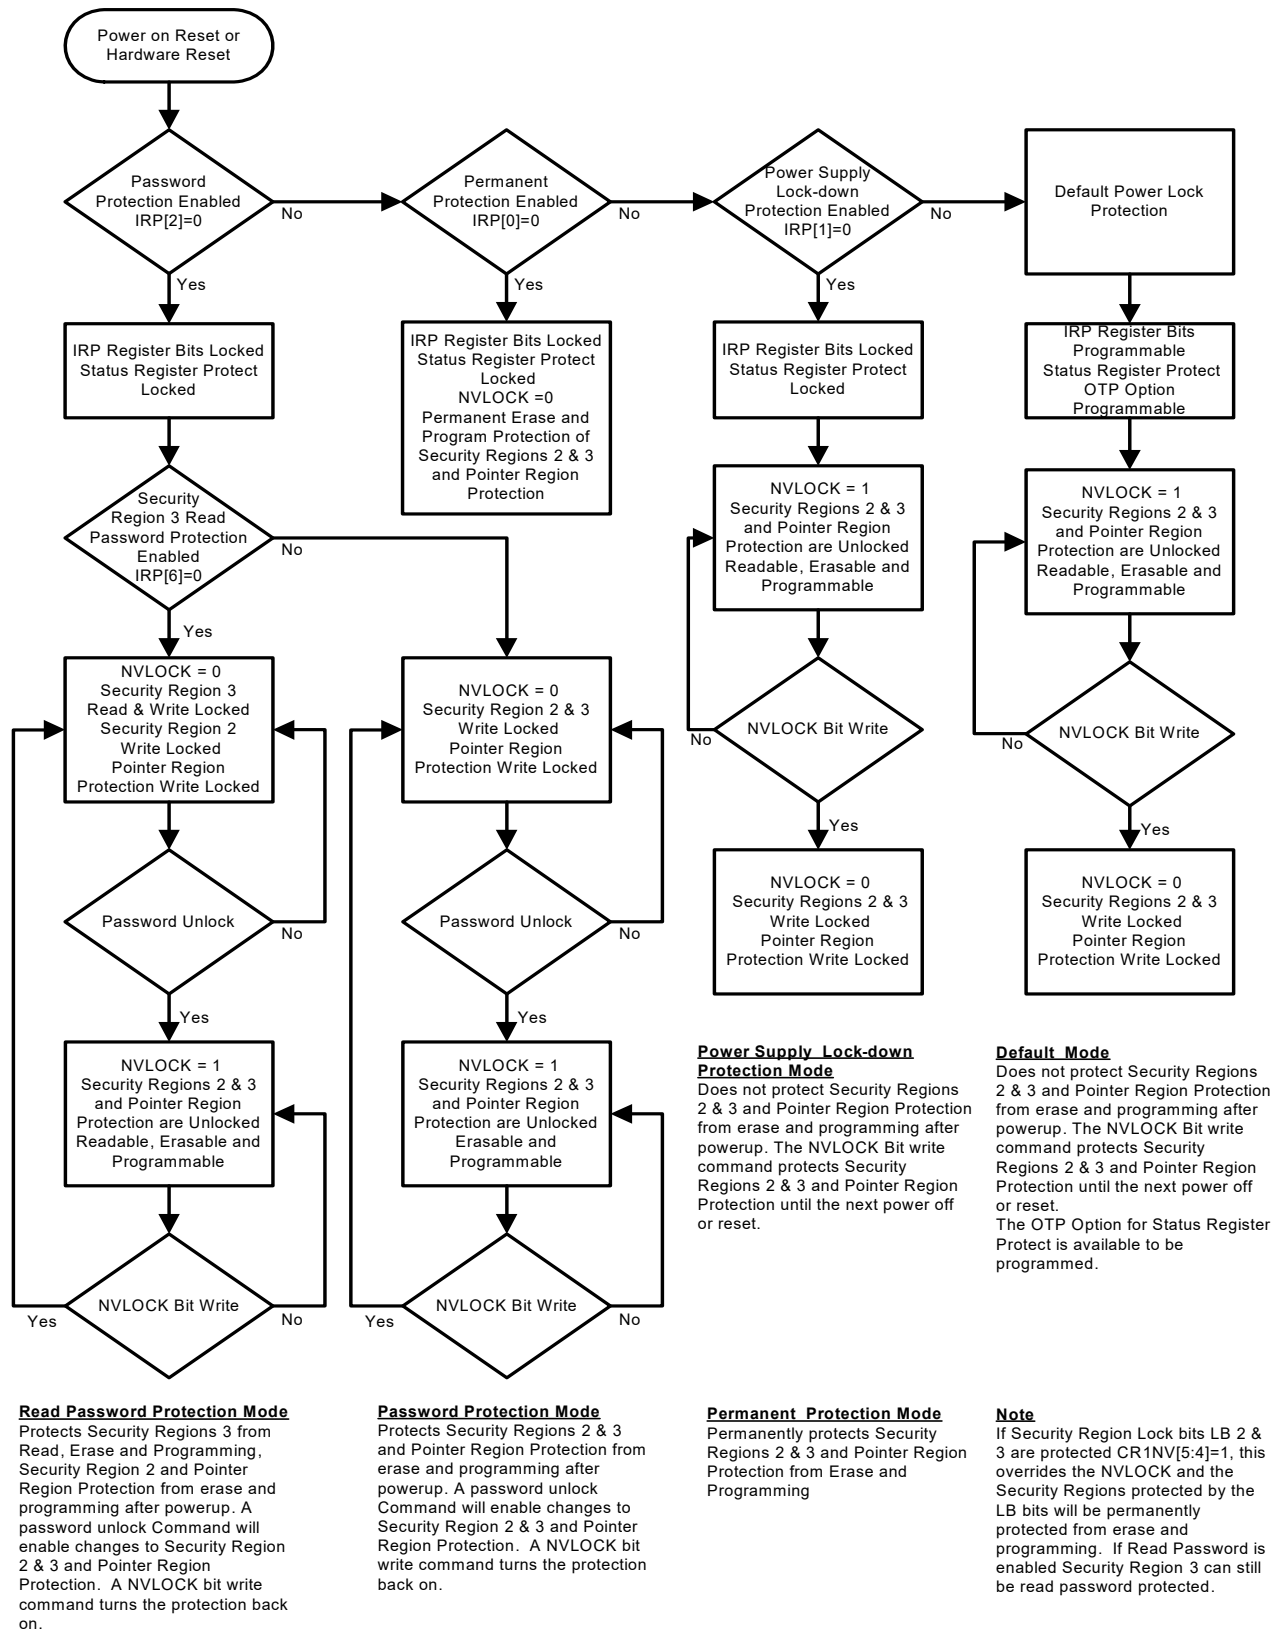 Power on Reset or
Hardware Reset
Password
Protection Enabled
IRP[2]=0
No
Yes
Permanent
Protection Enabled
IRP[0]=0
No
Yes
Power Supply
Lock-down
Protection Enabled
IRP[1]=0
No
Yes
Default Power Lock
Protection
IRP Register Bits Locked
Status Register Protect
Locked
IRP Register Bits Locked
Status Register Protect
Locked
NVLOCK =0
Permanent Erase and
Program Protection of
Security Regions 2 & 3
and Pointer Region
Protection
IRP Register Bits Locked
Status Register Protect
Locked
IRP Register Bits
Programmable
Status Register Protect
OTP Option
Programmable
Security
Region 3 Read
Password Protection
Enabled
IRP[6]=0
No
Yes
NVLOCK = 1
Security Regions 2 & 3
and Pointer Region
Protection are Unlocked
Readable, Erasable and
Programmable
NVLOCK = 1
Security Regions 2 & 3
and Pointer Region
Protection are Unlocked
Readable, Erasable and
Programmable
NVLOCK = 0
Security Region 3
Read & Write Locked
Security Region 2
Write Locked
Pointer Region
Protection Write Locked
NVLOCK = 0
Security Region 2 & 3
Write Locked
Pointer Region
Protection Write Locked
NVLOCK Bit Write
No
Yes
NVLOCK Bit Write
No
Yes
Password Unlock
No
Yes
Password Unlock
No
Yes
NVLOCK = 0
Security Regions 2 & 3
Write Locked
Pointer Region
Protection Write Locked
NVLOCK = 0
Security Regions 2 & 3
Write Locked
Pointer Region
Protection Write Locked
NVLOCK = 1
Security Regions 2 & 3
and Pointer Region
Protection are Unlocked
Readable, Erasable and
Programmable
NVLOCK = 1
Security Regions 2 & 3
and Pointer Region
Protection are Unlocked
Erasable and
Programmable
NVLOCK Bit Write
Yes
No
NVLOCK Bit Write
Yes
No
Power Supply  Lock-down
Protection Mode
Does not protect Security Regions
2 & 3 and Pointer Region Protection
from erase and programming after
powerup. The NVLOCK Bit write
command protects Security
Regions 2 & 3 and Pointer Region
Protection until the next power off
or reset.
Default  Mode
Does not protect Security Regions
2 & 3 and Pointer Region Protection
from erase and programming after
powerup. The NVLOCK Bit write
command protects Security
Regions 2 & 3 and Pointer Region
Protection until the next power off
or reset.
The OTP Option for Status Register
Protect is available to be
programmed.
Read Password Protection Mode
Protects Security Regions 3 from
Read, Erase and Programming,
Security Region 2 and Pointer
Region Protection from erase and
programming after powerup. A
password unlock Command will
enable changes to Security Region
2 & 3 and Pointer Region
Protection.  A NVLOCK bit write
command turns the protection back
on.
Password Protection Mode
Protects Security Regions 2 & 3
and Pointer Region Protection from
erase and programming after
powerup. A password unlock
Command will enable changes to
Security Region 2 & 3 and Pointer
Region Protection.  A NVLOCK bit
write command turns the protection
back on.
Permanent  Protection Mode
Permanently protects Security
Regions 2 & 3 and Pointer Region
Protection from Erase and
Programming
Note
If Security Region Lock bits LB 2 &
3 are protected CR1NV[5:4]=1, this
overrides the NVLOCK and the
Security Regions protected by the
LB bits will be permanently
protected from erase and
programming.  If Read Password is
enabled Security Region 3 can still
be read password protected.